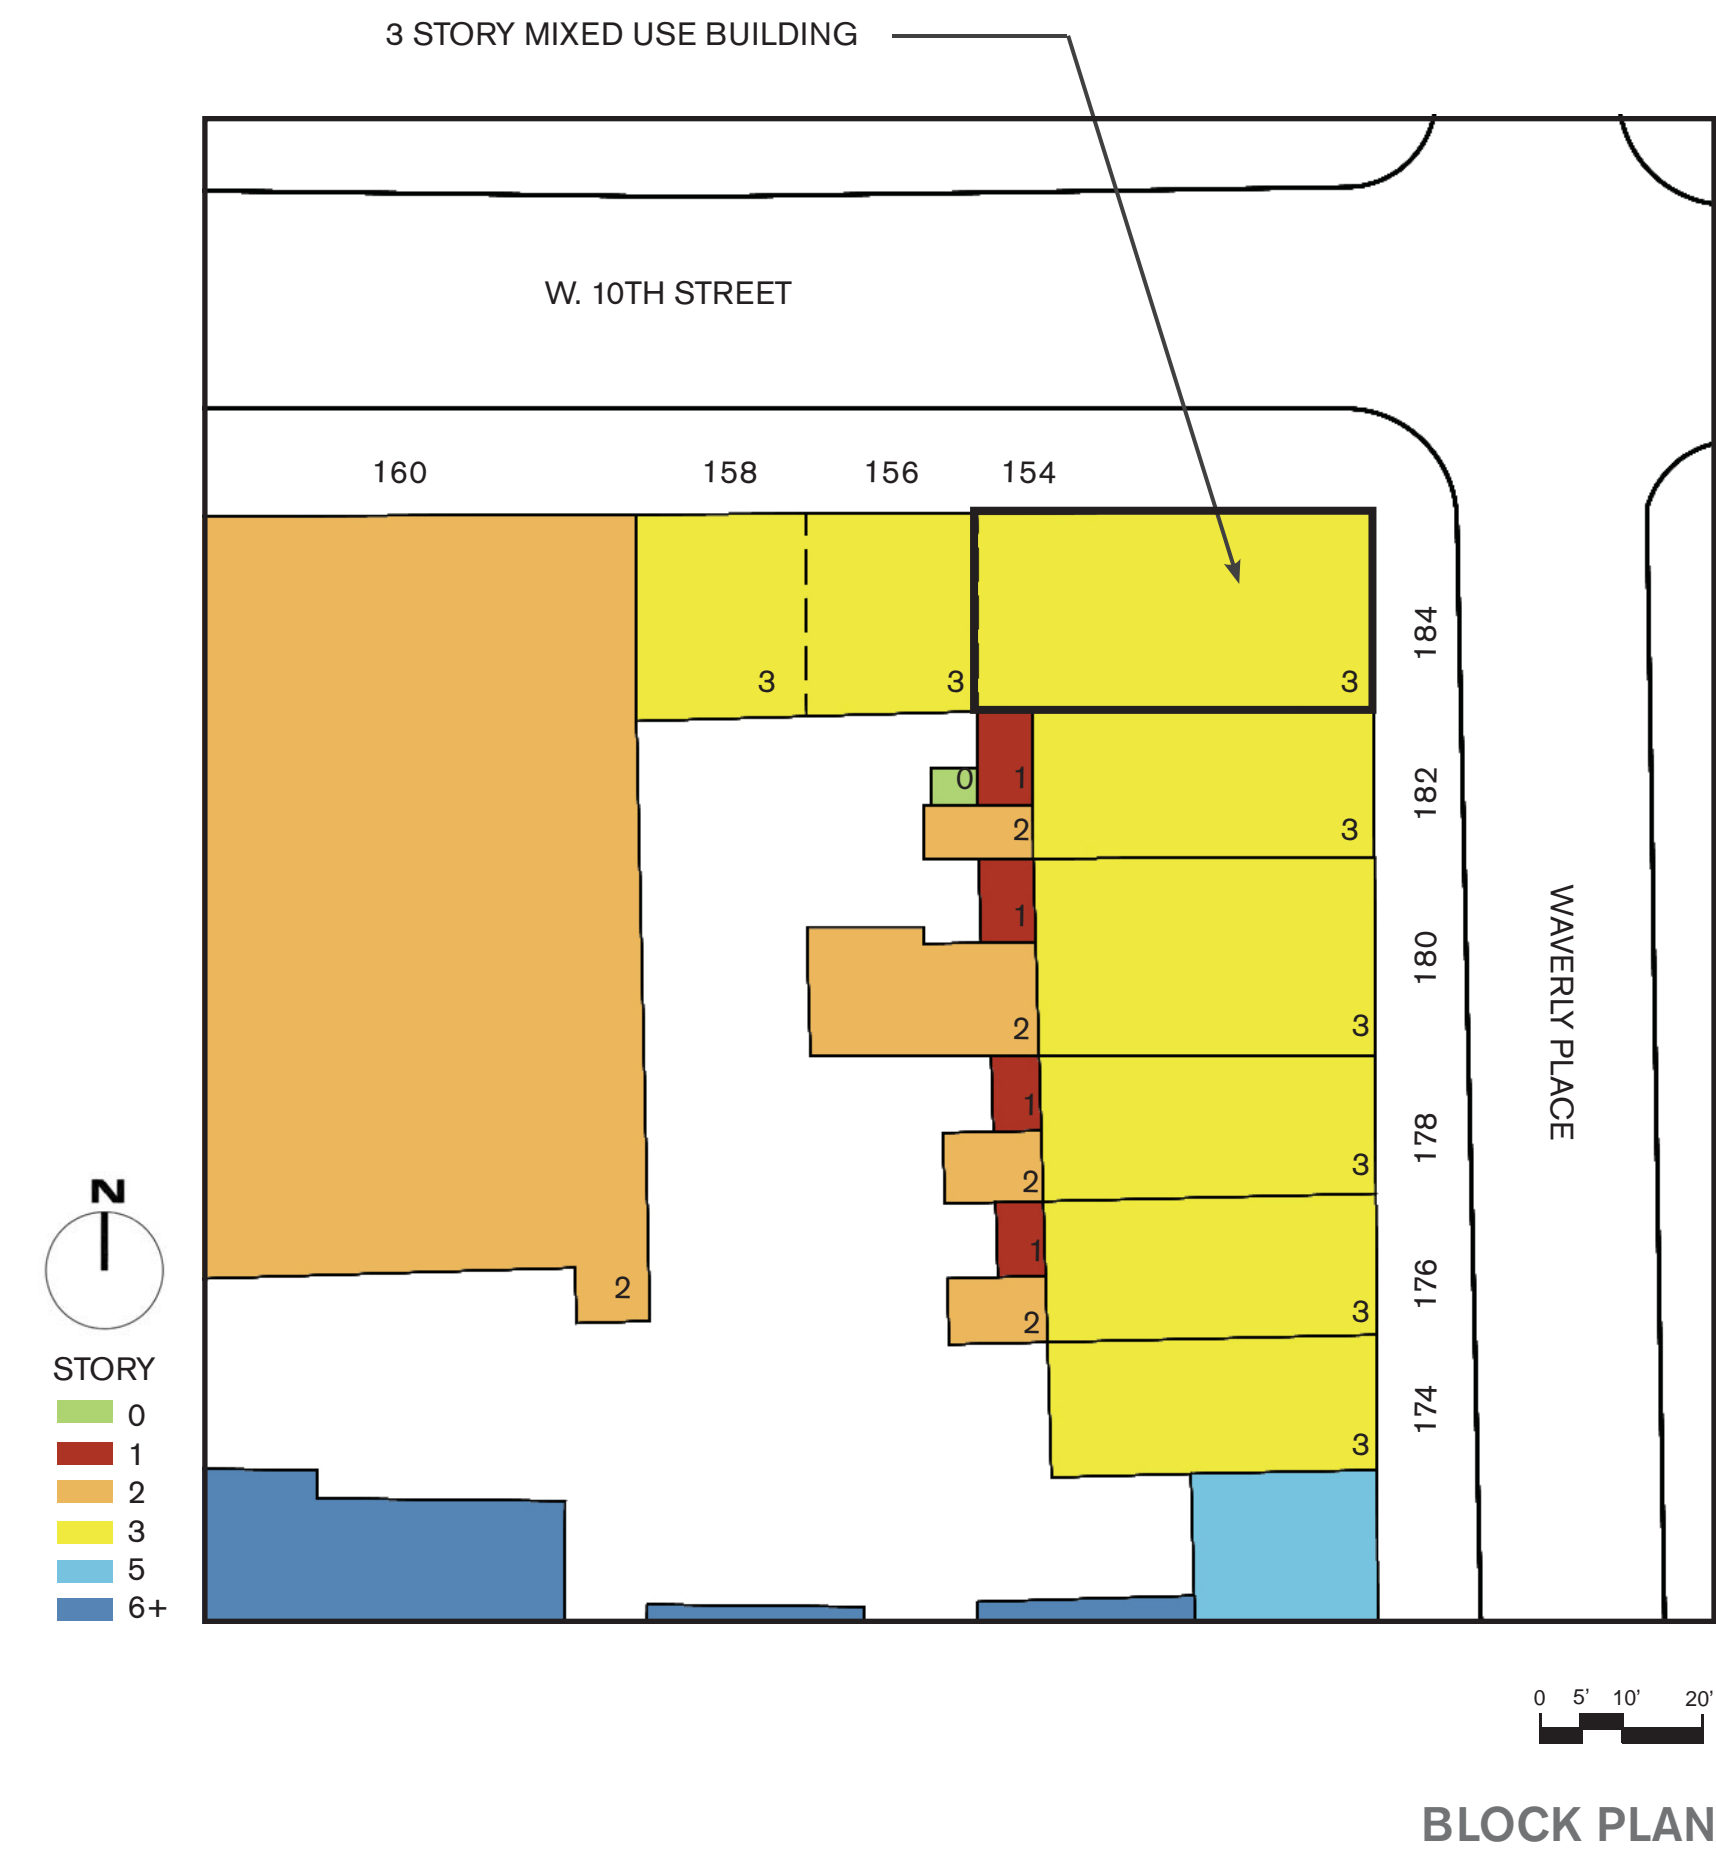 3 STORY MIXED USE BUILDING
W. 10TH STREET
160 158 156 154
184
3 3 3
0 1
182
2 3
1
180
WAVERLY PLACE
2 3
1
178
3
2
N
1
176
2
2 3
STORY
174
0
3
1
2
3
5
6+
0 5’ 10’ 20’
BLOCK PLAN